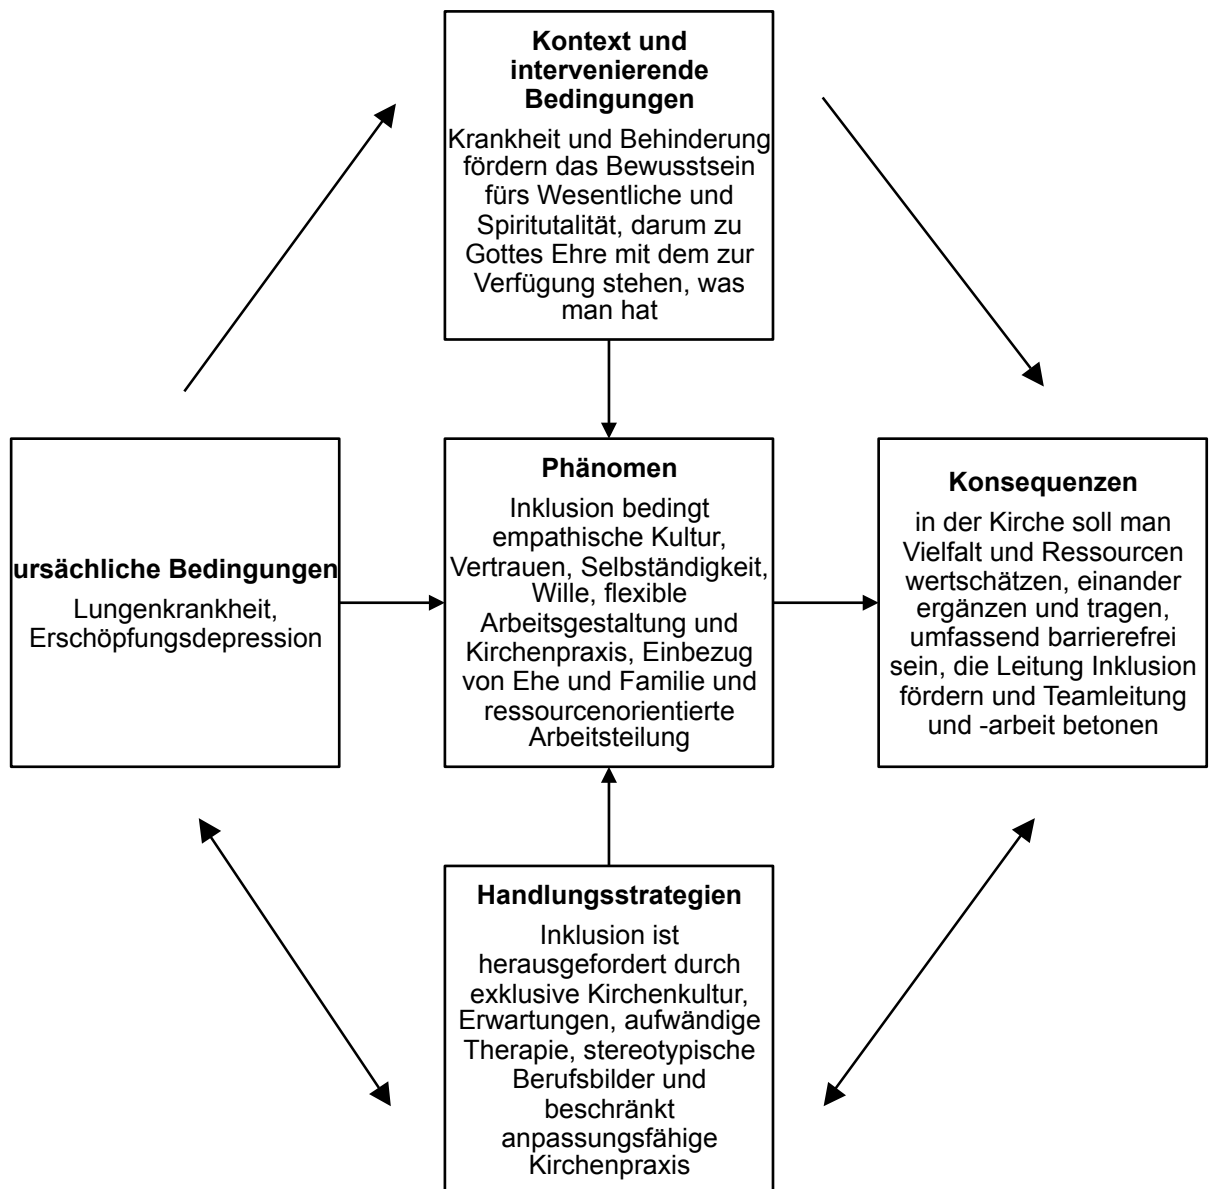 Kontext und
intervenierende
Bedingungen
Krankheit und Behinderung
fördern das Bewusstsein
fürs Wesentliche und
Spiritutalität, darum zu
Gottes Ehre mit dem zur
Verfügung stehen, was
man hat
ursächliche Bedingungen
Lungenkrankheit,
Erschöpfungsdepression
Phänomen
Inklusion bedingt
empathische Kultur,
Vertrauen, Selbständigkeit,
Wille, flexible
Arbeitsgestaltung und
Kirchenpraxis, Einbezug
von Ehe und Familie und
ressourcenorientierte
Arbeitsteilung
Konsequenzen
in der Kirche soll man
Vielfalt und Ressourcen
wertschätzen, einander
ergänzen und tragen,
umfassend barrierefrei
sein, die Leitung Inklusion
fördern und Teamleitung
und -arbeit betonen
Handlungsstrategien
Inklusion ist
herausgefordert durch
exklusive Kirchenkultur,
Erwartungen, aufwändige
Therapie, stereotypische
Berufsbilder und
beschränkt
anpassungsfähige
Kirchenpraxis